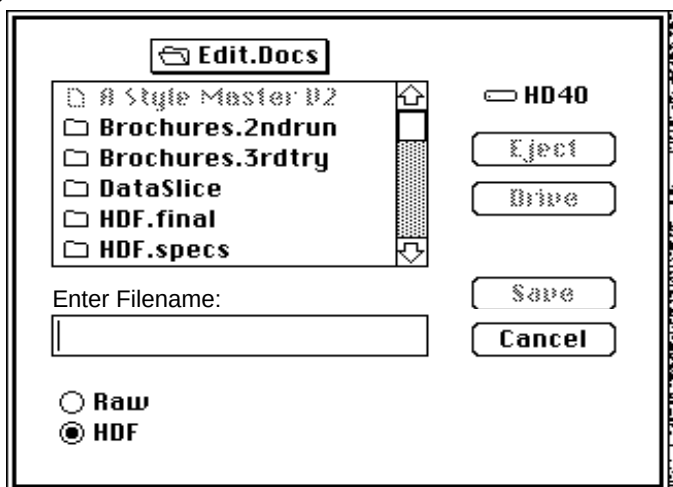 Edit.Docs
A Style Master V2
Brochures.2ndrun
Brochures.3rdtry
DataSlice
HDF.final
HDF.specs
HD40
Eject
Drive
Enter Filename:
Save
Cancel
Raw
HDF